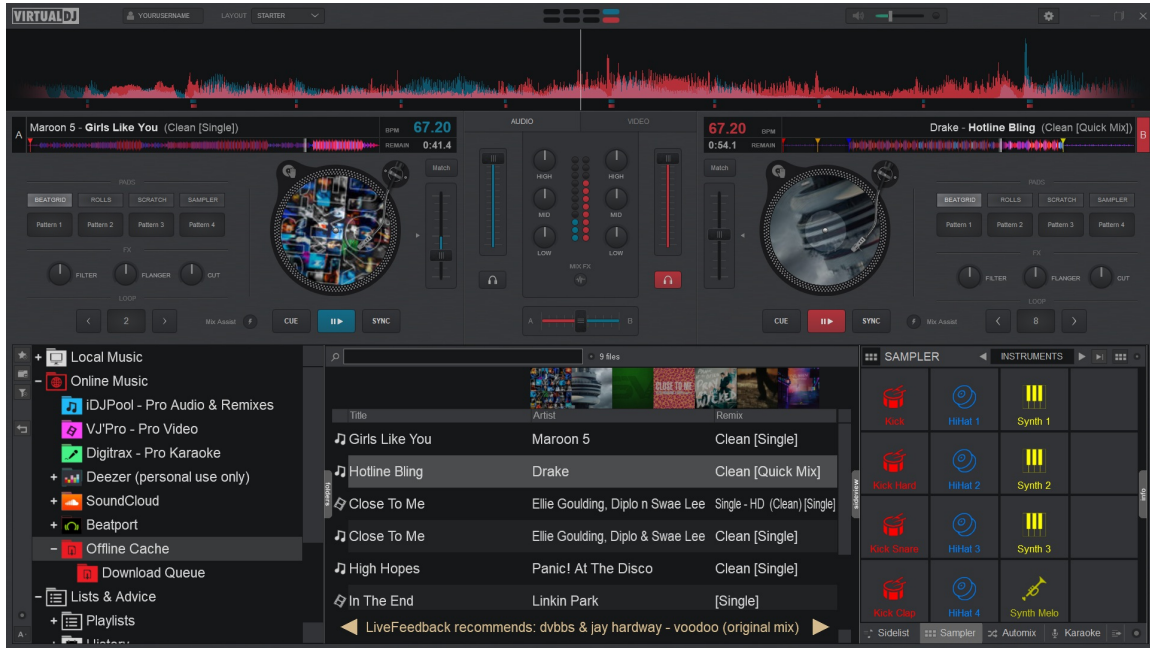 VIRTUAL DJ YOURUSERNAME LAYOUT STARTER
A Maroon 5 - Girls Like You (Clean [Single]) BPM 67.20
REMAIN 0:41.4
AUDIO VIDEO
67.20 BPM Drake - Hotline Bling (Clean [Quick Mix]) B
0:54.1 REMAIN
PADS
BEATGRID ROLLS SCRATCH SAMPLER
Pattern 1 Pattern 2 Pattern 3 Pattern 4
FX
FILTER FLANGER CUT
LOOP
< 2 > Mix Assist CUE SYNC
Match
HIGH HIGH
MID MID
LOW LOW
MIX FX
A B
Match
PADS
BEATGRID ROLLS SCRATCH SAMPLER
Pattern 1 Pattern 2 Pattern 3 Pattern 4
FX
FILTER FLANGER CUT
LOOP
CUE SYNC Mix Assist < 8 >
+ Local Music
- Online Music
iDJPool - Pro Audio & Remixes
VJ'Pro - Pro Video
Digitrax - Pro Karaoke
+ Deezer (personal use only)
+ SoundCloud
+ Beatport
- Offline Cache
Download Queue
- Lists & Advice
+ Playlists
History
folders
9 files
CLOSE TO ME
Title Artist Remix
Girls Like You Maroon 5 Clean [Single]
Hotline Bling Drake Clean [Quick Mix]
Close To Me Ellie Goulding, Diplo n Swae Lee Single - HD (Clean) [Single]
Close To Me Ellie Goulding, Diplo & Swae Lee Clean [Single]
High Hopes Panic! At The Disco Clean [Single]
In The End Linkin Park [Single]
LiveFeedback recommends: dvbbs & jay hardway - voodoo (original mix)
sideview
SAMPLER INSTRUMENTS
Kick HiHat 1 Synth 1
Kick Hard HiHat 2 Synth 2
Kick Snare HiHat 3 Synth 3
Kick Clap HiHat 4 Synth Melo
info
Sidelist Sampler Automix Karaoke